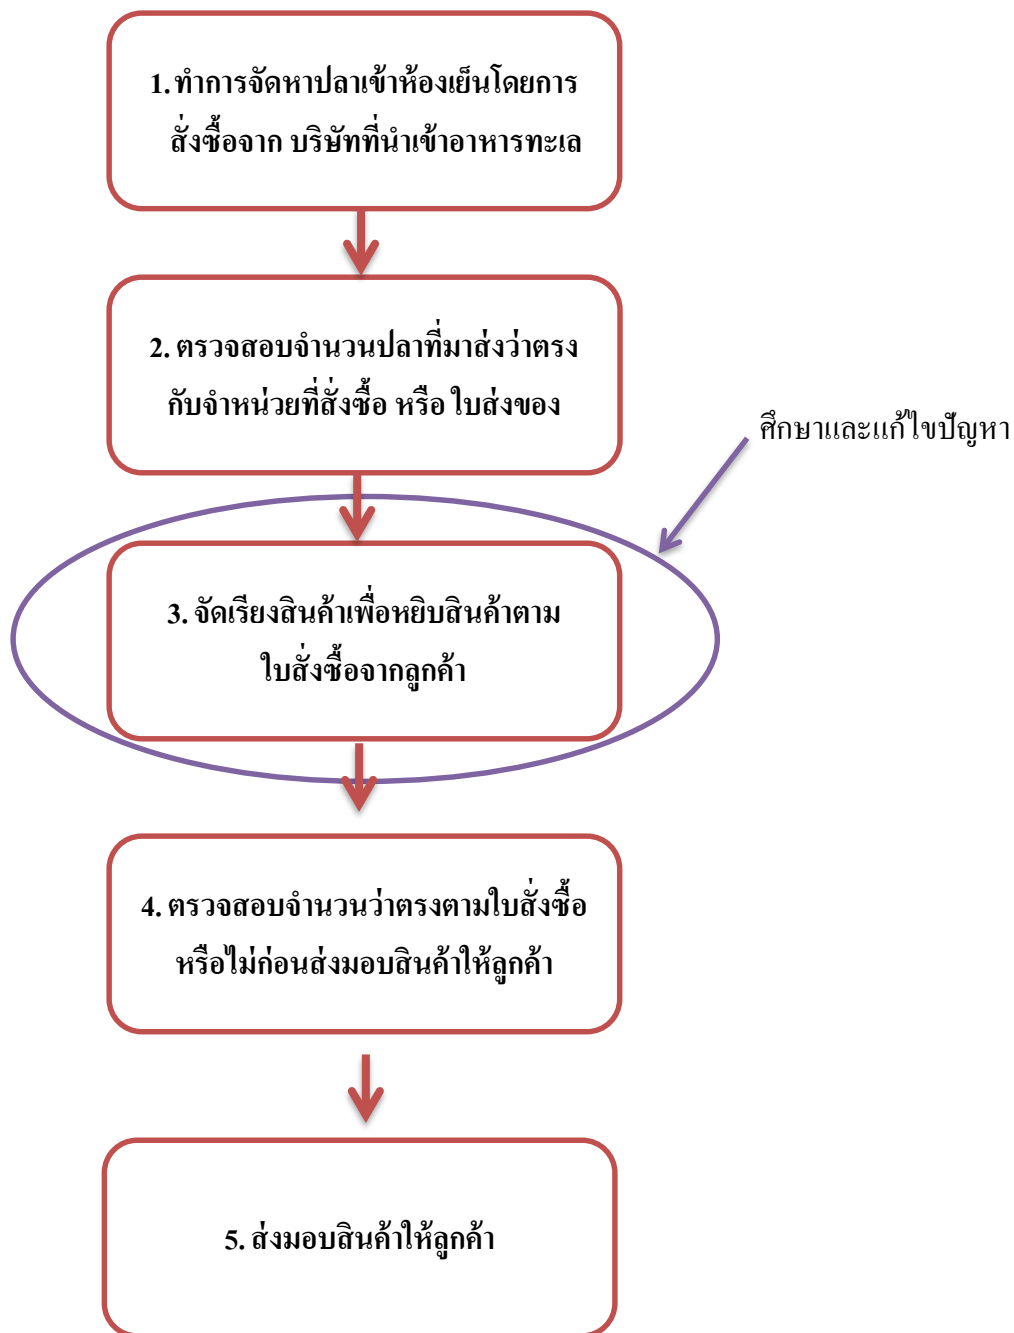 1. ทำการจัดหาปลาเข้าห้องเย็นโดยการ
สั่งซื้อจาก บริษัทที่นำเข้าอาหารทะเล
2. ตรวจสอบจำนวนปลาที่มาส่งว่าตรง
กับจำหน่วยที่สั่งซื้อ หรือ ใบส่งของ
ศึกษาและแก้ไขปัญหา
3. จัดเรียงสินค้าเพื่อหยิบสินค้าตาม
ใบสั่งซื้อจากลูกค้า
4. ตรวจสอบจำนวนว่าตรงตามใบสั่งซื้อ
หรือไม่ก่อนส่งมอบสินค้าให้ลูกค้า
5. ส่งมอบสินค้าให้ลูกค้า